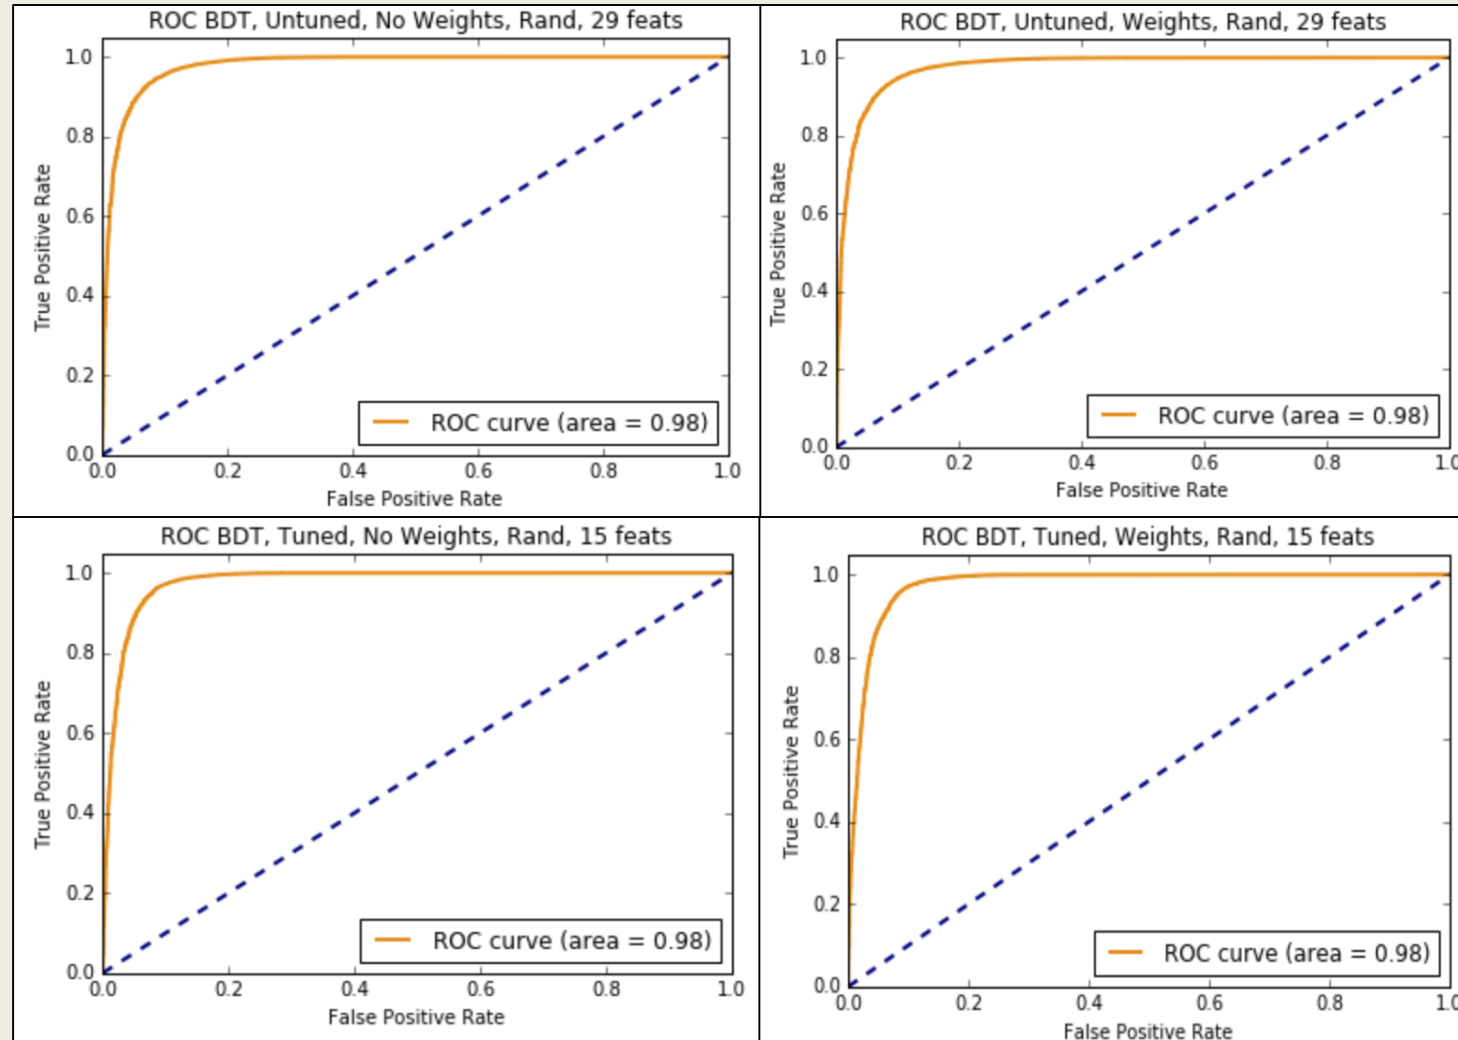 ROC BDT, Untuned, No Weights, Rand, 29 feats
1.0
0.8
0.6
0.4
0.2
0.0
True Positive Rate
ROC curve (area = 0.98)
0.0 0.2 0.4 0.6 0.8 1.0
False Positive Rate
ROC BDT, Untuned, Weights, Rand, 29 feats
1.0
0.8
0.6
0.4
0.2
0.0
True Positive Rate
ROC curve (area = 0.98)
0.0 0.2 0.4 0.6 0.8 1.0
False Positive Rate
ROC BDT, Tuned, No Weights, Rand, 15 feats
1.0
0.8
0.6
0.4
0.2
0.0
True Positive Rate
ROC curve (area = 0.98)
0.0 0.2 0.4 0.6 0.8 1.0
False Positive Rate
ROC BDT, Tuned, Weights, Rand, 15 feats
1.0
0.8
0.6
0.4
0.2
0.0
True Positive Rate
ROC curve (area = 0.98)
0.0 0.2 0.4 0.6 0.8 1.0
False Positive Rate